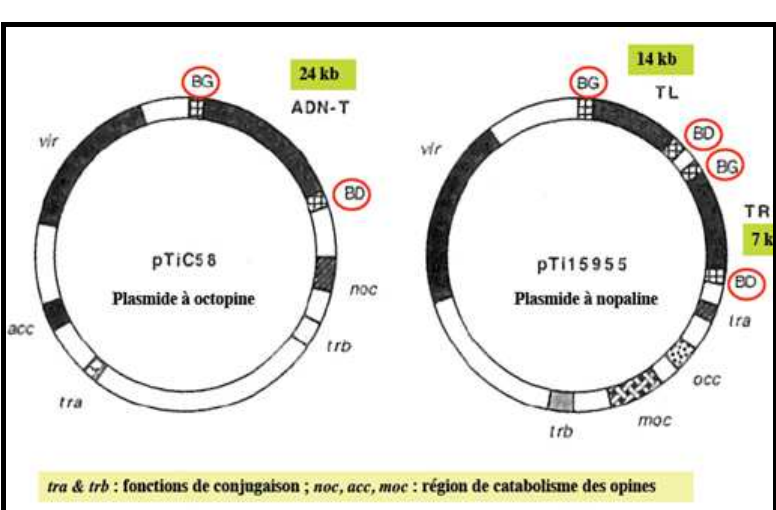 24 kb
BG
ADN-T
vir
BD
pTiC58
Plasmide à octopine
noc
trb
acc
tra
14 kb
BG
TL
vir
BD
BG
TR
7 k
pTi15955
Plasmide à nopaline
BD
tra
occ
moc
trb
tra & trb : fonctions de conjugaison ; noc, acc, moc : région de catabolisme des opines